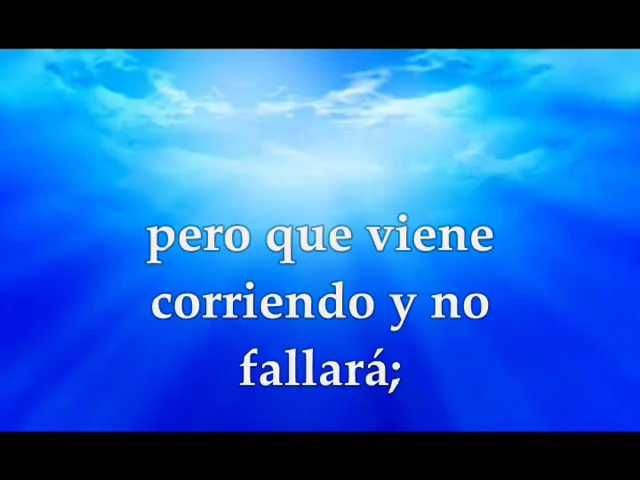 pero que viene
corriendo y no
fallará;